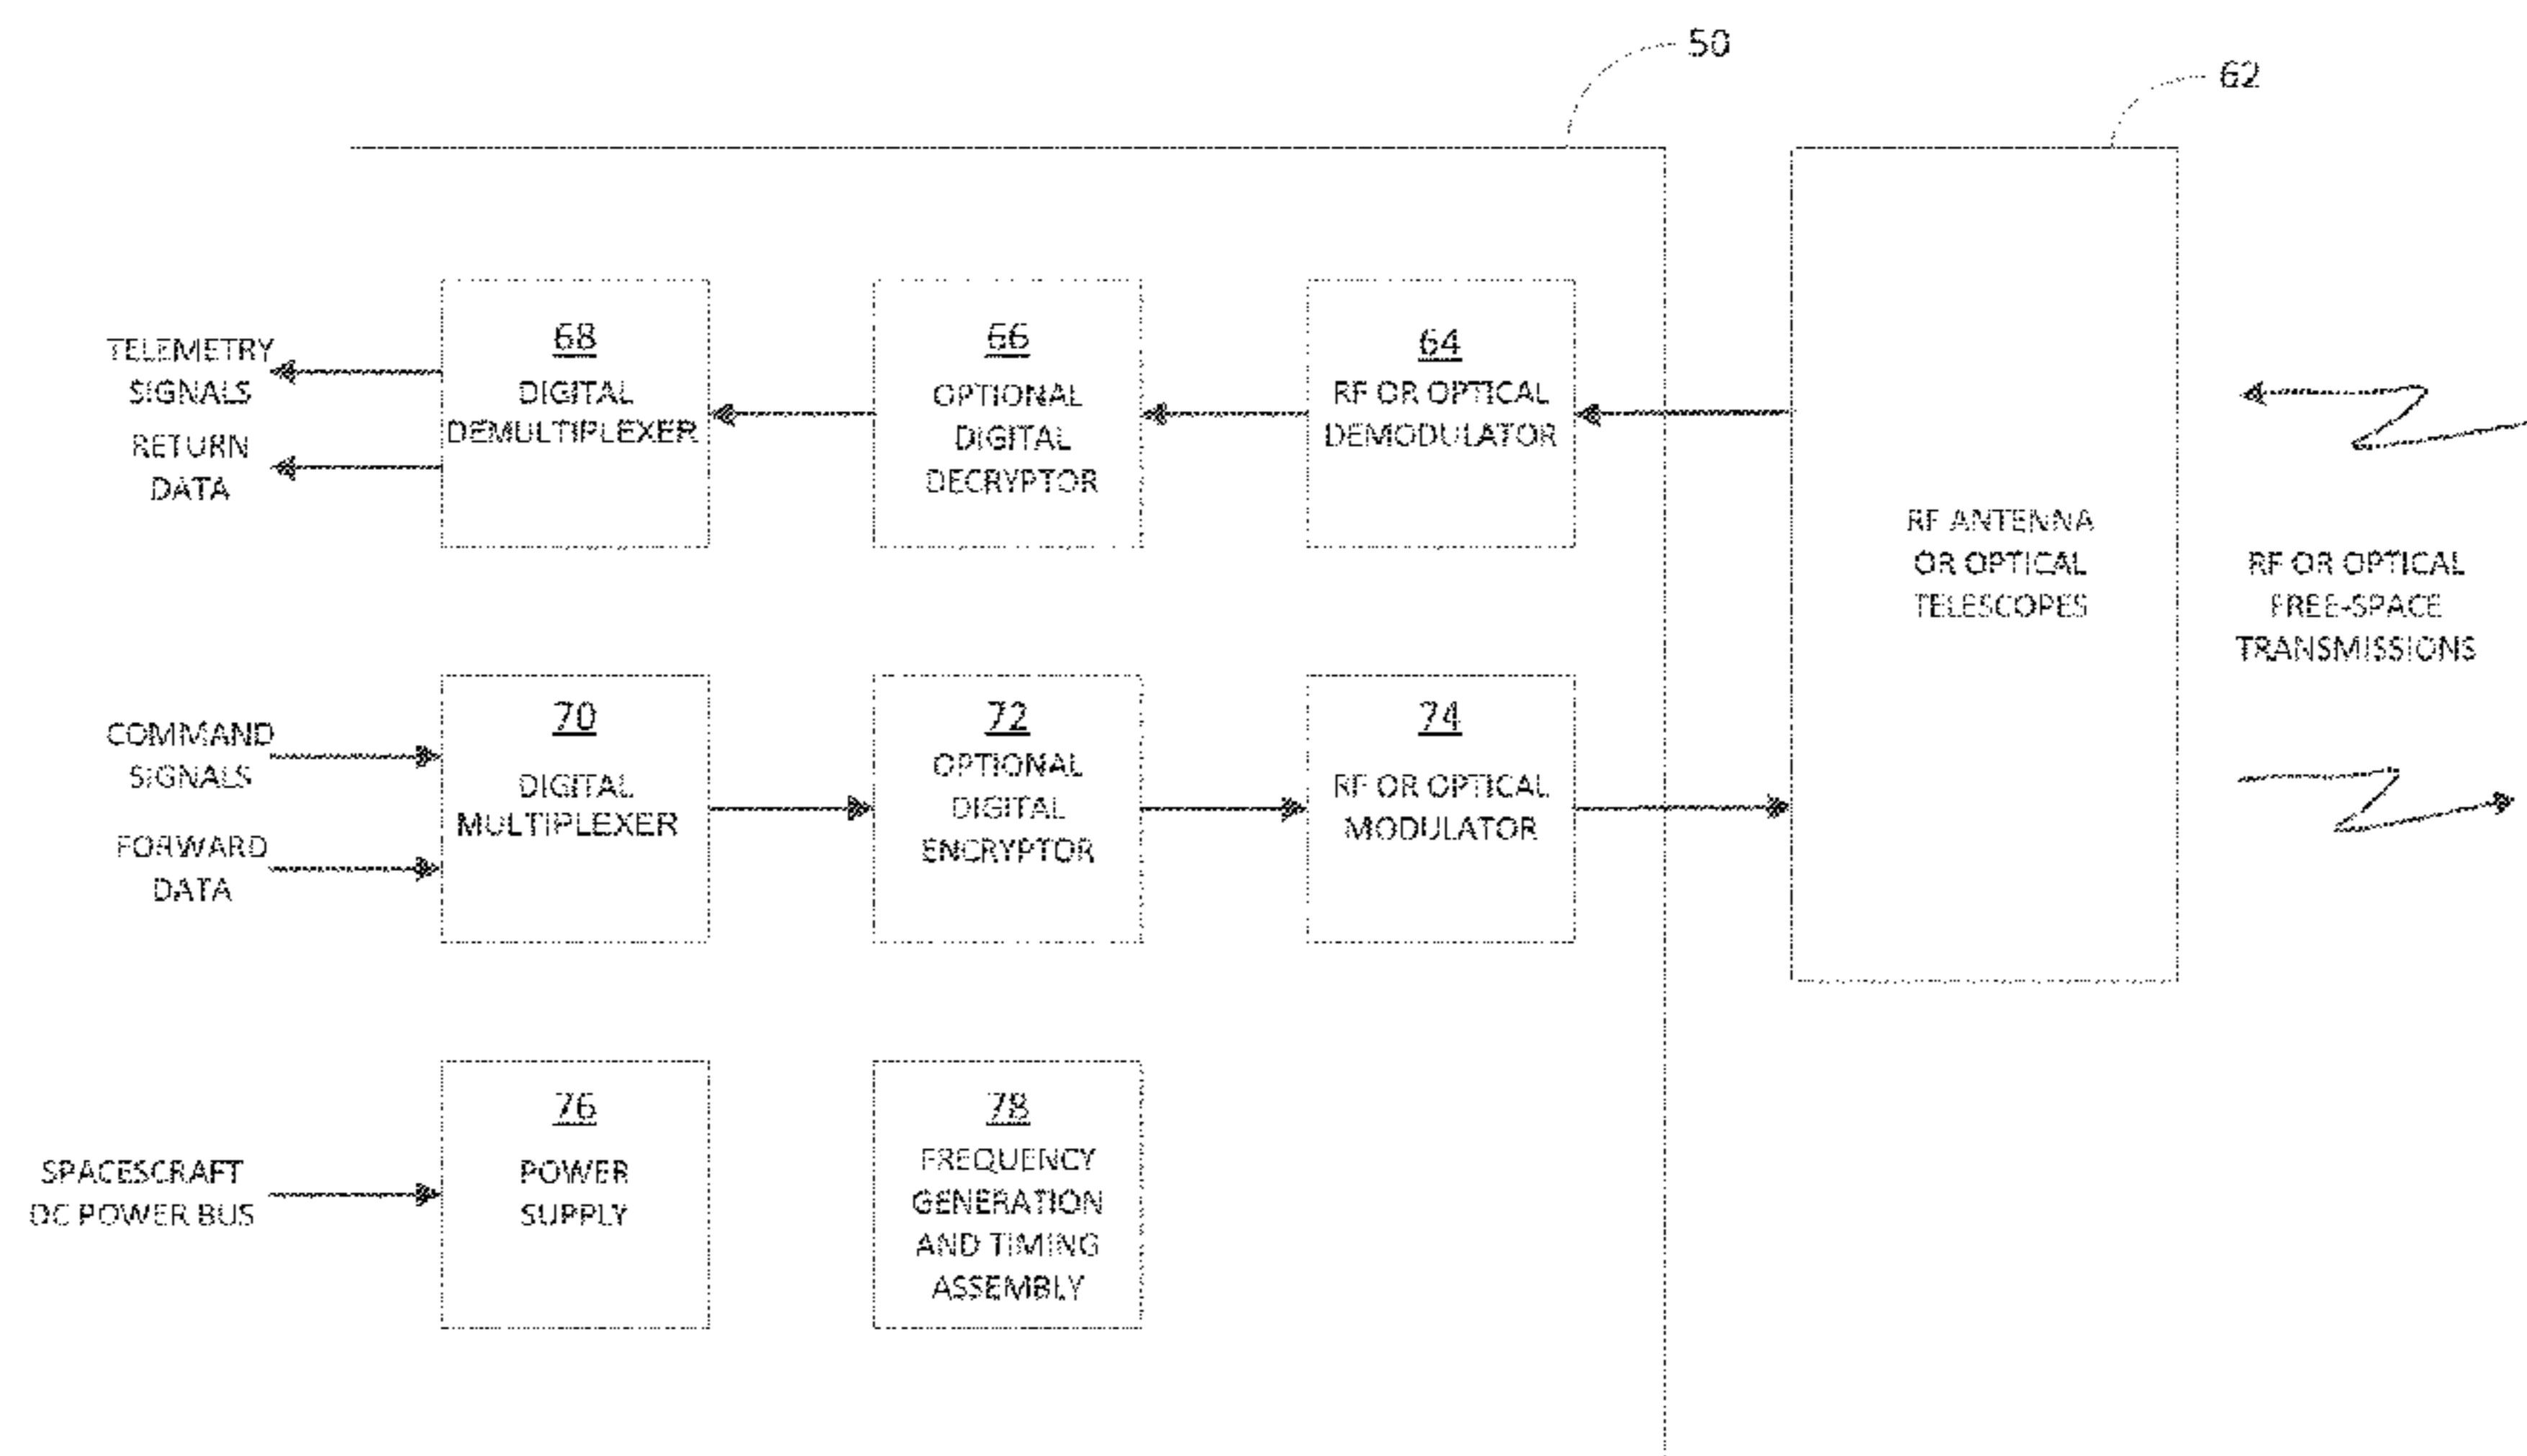 50
62
TELEMETRY
SIGNALS
RETURN
DATA
68
DIGITAL
DEMULTIPLEXER
66
OPTIONAL
DIGITAL
DECRYPTOR
64
RF OR OPTICAL
DEMODULATOR
RF ANTENNA
OR OPTICAL
TELESCOPES
RF OR OPTICAL
FREE-SPACE
TRANSMISSIONS
COMMAND
SIGNALS
FORWARD
DATA
70
DIGITAL
MULTIPLEXER
72
OPTIONAL
DIGITAL
ENCRYPTOR
74
RF OR OPTICAL
MODULATOR
SPACESCRAFT
DC POWER BUS
76
POWER
SUPPLY
78
FREQUENCY
GENERATION
AND TIMING
ASSEMBLY